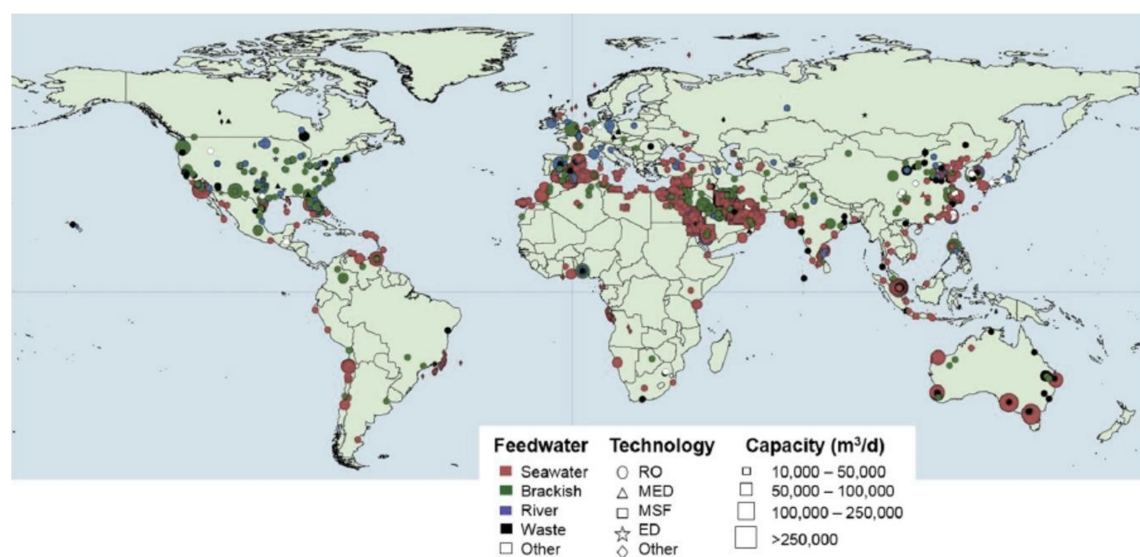 Feedwater Technology Capacity (m³/d)
Seawater RO 10,000 – 50,000
Brackish MED 50,000 – 100,000
River MSF 100,000 – 250,000
Waste ED >250,000
Other Other